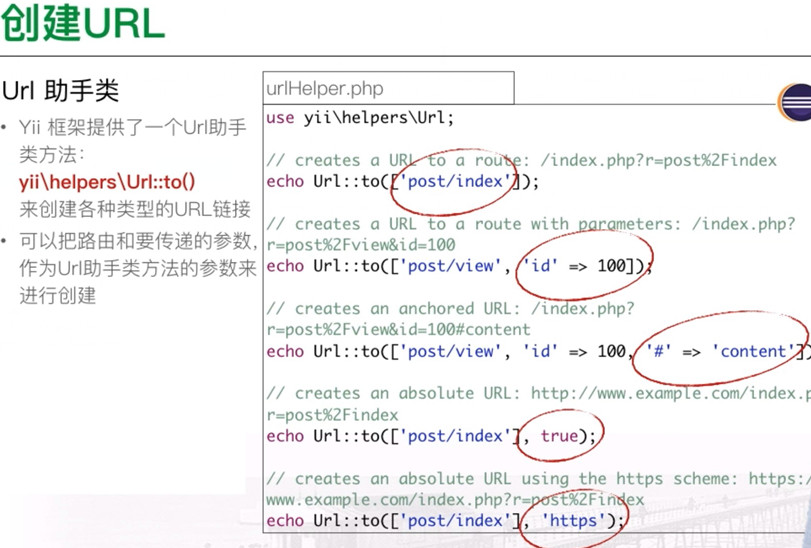 创建URL
Url 助手类
• Yii 框架提供了一个Url助手
类方法：
yii\helpers\Url::to()
来创建各种类型的URL链接
• 可以把路由和要传递的参数，
作为Url助手类方法的参数来
进行创建
urlHelper.php
use yii\helpers\Url;
// creates a URL to a route: /index.php?r=post%2Findex
echo Url::to(['post/index']);
// creates a URL to a route with parameters: /index.php?
r=post%2Fview&id=100
echo Url::to(['post/view', 'id' => 100]);
// creates an anchored URL: /index.php?
r=post%2Fview&id=100#content
echo Url::to(['post/view', 'id' => 100, '#' => 'content'])
// creates an absolute URL: http://www.example.com/index.p
r=post%2Findex
echo Url::to(['post/index'], true);
// creates an absolute URL using the https scheme: https:/
www.example.com/index.php?r=post%2Findex
echo Url::to(['post/index'], 'https');